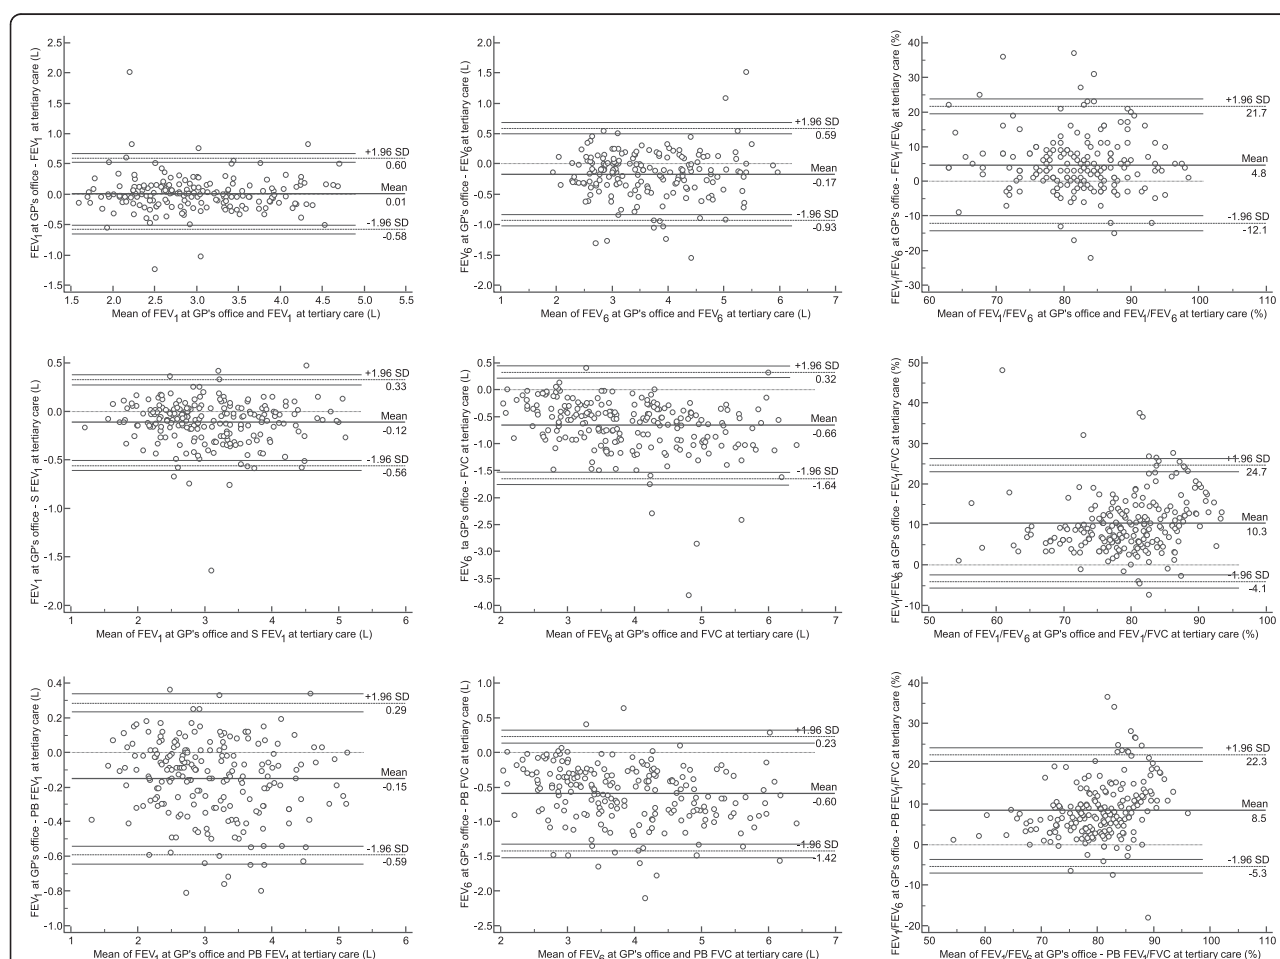 FEV1 at GP's office - FEV1 at tertiary care (L)
2.5
2.0
1.5
1.0
0.5
0.0
-0.5
-1.0
-1.5
+1.96 SD
0.60
Mean
0.01
-1.96 SD
-0.58
1.5 2.0 2.5 3.0 3.5 4.0 4.5 5.0 5.5
Mean of FEV1 at GP's office and FEV1 at tertiary care (L)
FEV6 at GP's office - FEV6 at tertiary care (L)
2.0
1.5
1.0
0.5
0.0
-0.5
-1.0
-1.5
-2.0
+1.96 SD
0.59
Mean
-0.17
-1.96 SD
-0.93
1 2 3 4 5 6 7
Mean of FEV6 at GP's office and FEV6 at tertiary care (L)
FEV1/FEV6 at GP's office - FEV1/FEV6 at tertiary care (%)
40
30
20
10
0
-10
-20
-30
+1.96 SD
21.7
Mean
4.8
-1.96 SD
-12.1
60 70 80 90 100 110
Mean of FEV1/FEV6 at GP's office and FEV1/FEV6 at tertiary care (%)
FEV1 at GP's office - S FEV1 at tertiary care (L)
0.5
0.0
-0.5
-1.0
-1.5
-2.0
+1.96 SD
0.33
Mean
-0.12
-1.96 SD
-0.56
1 2 3 4 5 6
Mean of FEV1 at GP's office and S FEV1 at tertiary care (L)
FEV6 ta GP's office - FVC at tertiary care (L)
0.5
0.0
-0.5
-1.0
-1.5
-2.0
-2.5
-3.0
-3.5
-4.0
+1.96 SD
0.32
Mean
-0.66
-1.96 SD
-1.64
2 3 4 5 6 7
Mean of FEV6 at GP's office and FVC at tertiary care (L)
FEV1/FEV6 at GP's office - FEV1/FVC at tertiary care (%)
50
40
30
20
10
0
-10
+1.96 SD
24.7
Mean
10.3
-1.96 SD
-4.1
50 60 70 80 90 100
Mean of FEV1/FEV6 at GP's office and FEV1/FVC at tertiary care (%)
FEV1 at GP's office - PB FEV1 at tertiary care (L)
0.4
0.2
0.0
-0.2
-0.4
-0.6
-0.8
-1.0
+1.96 SD
0.29
Mean
-0.15
-1.96 SD
-0.59
1 2 3 4 5 6
Mean of FEV1 at GP's office and PB FEV1 at tertiary care (L)
FEV6 at GP's office - PB FVC at tertiary care (L)
1.0
0.5
0.0
-0.5
-1.0
-1.5
-2.0
-2.5
+1.96 SD
0.23
Mean
-0.60
-1.96 SD
-1.42
2 3 4 5 6 7
Mean of FEV6 at GP's office and PB FVC at tertiary care (L)
FEV1/FEV6 at GP's office - PB FEV1/FVC at tertiary care (%)
40
30
20
10
0
-10
-20
+1.96 SD
22.3
Mean
8.5
-1.96 SD
-5.3
50 60 70 80 90 100 110
Mean of FEV1/FEV6 at GP's office - PB FEV1/FVC at tertiary care (%)